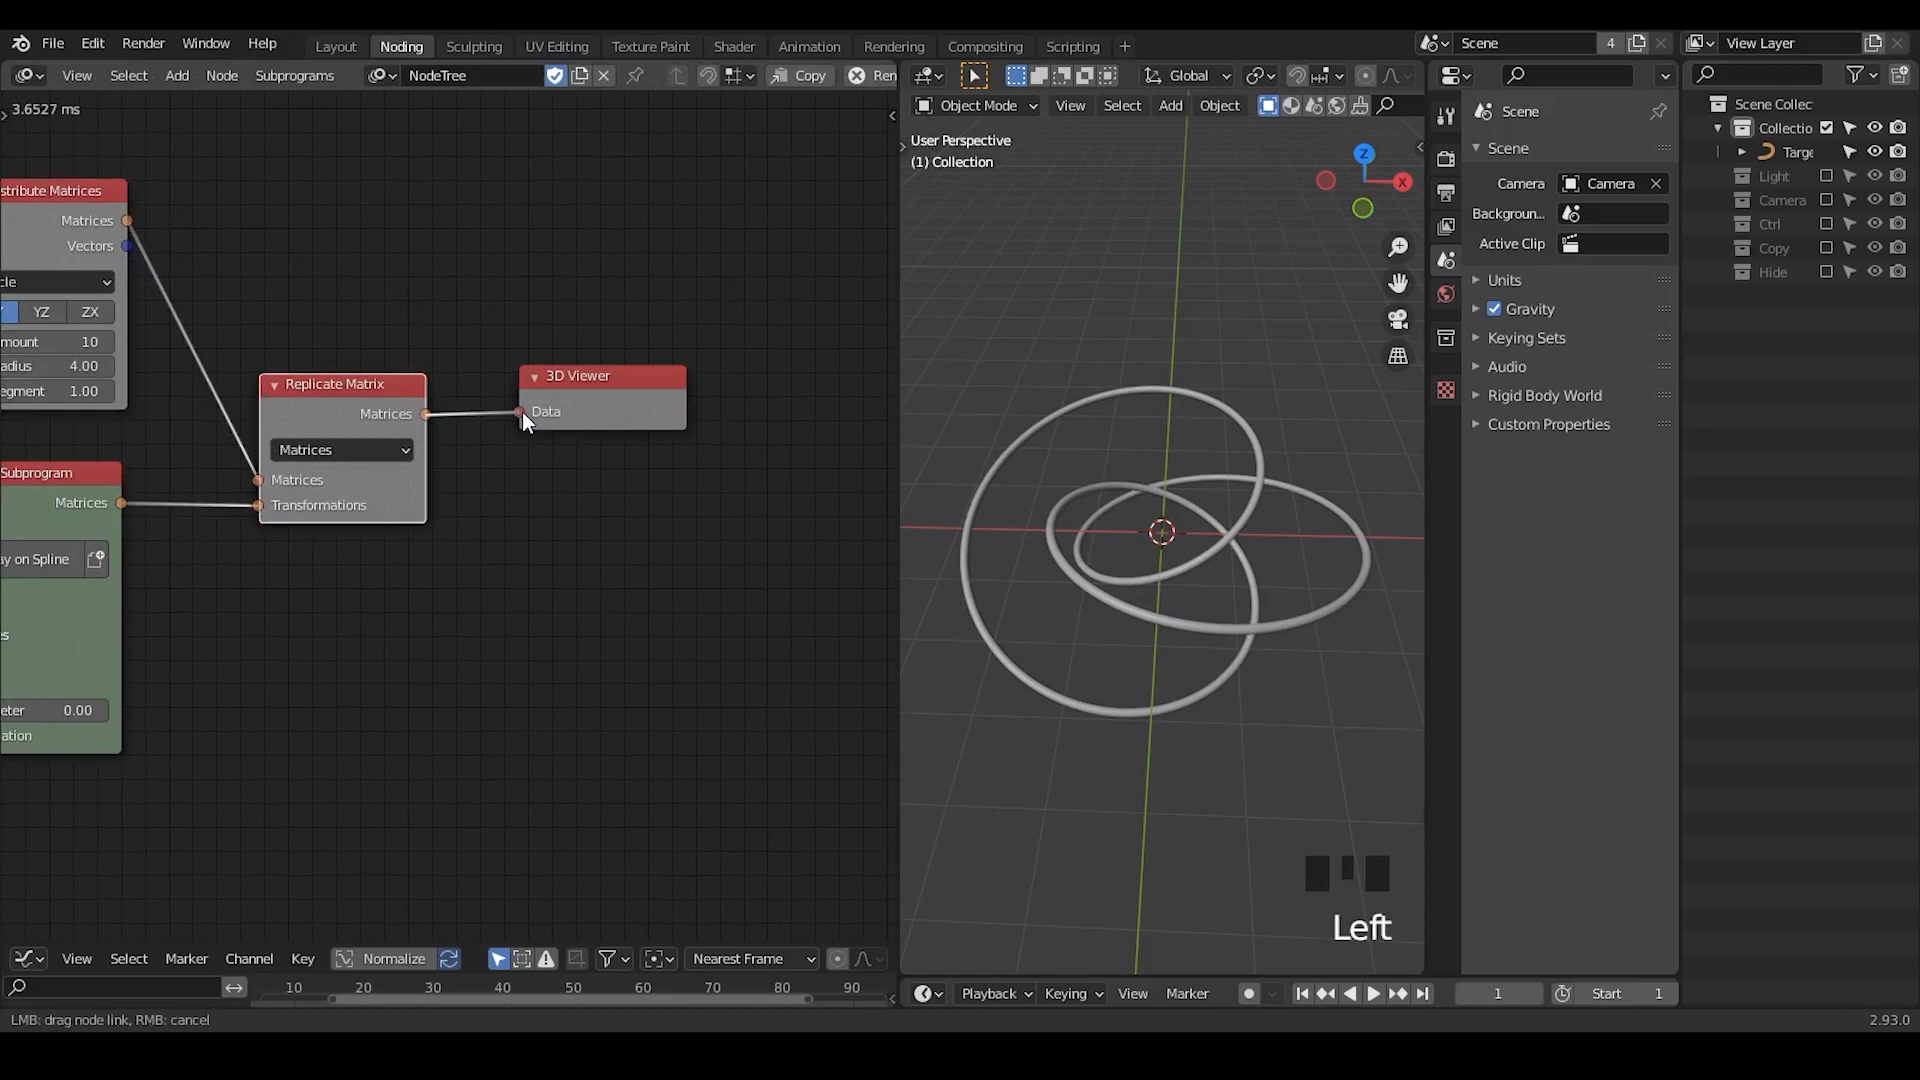 File Edit Render Window Help Layout Noding Sculpting UV Editing Texture Paint Shader Animation Rendering Compositing Scripting + Scene 4 View Layer
View Select Add Node Subprograms NodeTree Copy Ren Global
Object Mode View Select Add Object
3.6527 ms
User Perspective
(1) Collection
Z
X
stribute Matrices
Matrices
Vectors
cle
YZ ZX
mount 10
adius 4.00
egment 1.00
Subprogram
Matrices
ay on Spline
es
eter 0.00
ation
Replicate Matrix
Matrices
Matrices
Matrices
Transformations
3D Viewer
Data
Left
Scene
Scene
Camera Camera
Backgroun...
Active Clip
Units
Gravity
Keying Sets
Audio
Rigid Body World
Custom Properties
Scene Collec
Collectio
Targe
Light
Camera
Ctrl
Copy
Hide
View Select Marker Channel Key Normalize Nearest Frame
10 20 30 40 50 60 70 80 90
Playback Keying View Marker 1 Start 1
LMB: drag node link, RMB: cancel
2.93.0